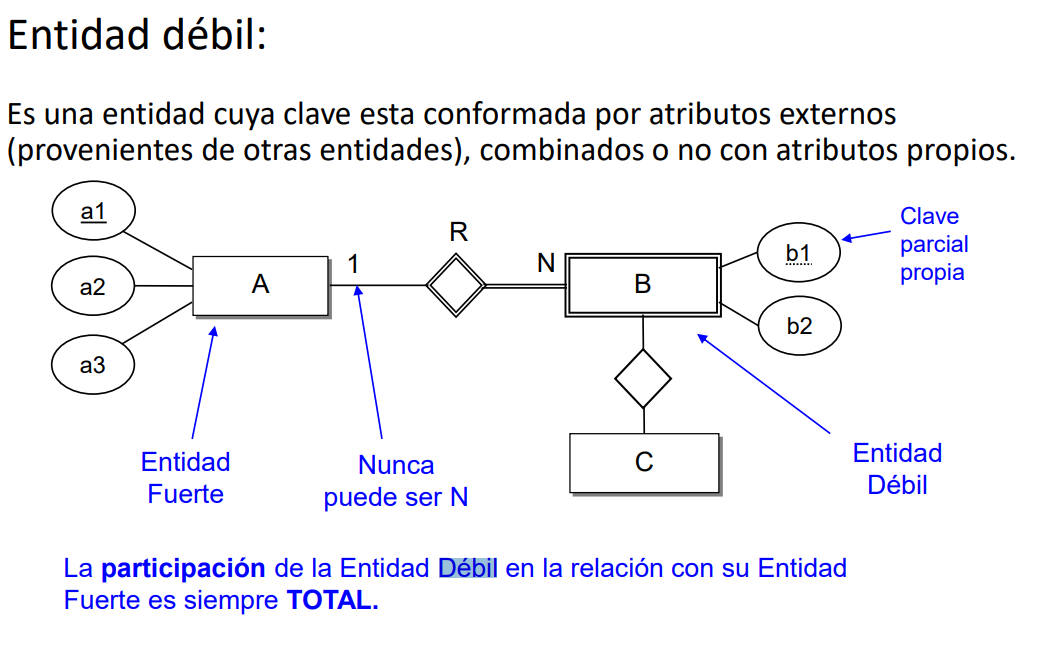 Entidad débil:
Es una entidad cuya clave esta conformada por atributos externos
(provenientes de otras entidades), combinados o no con atributos propios.
a1
a2
a3
A
1
R
N
B
b1
b2
C
Clave
parcial
propia
Entidad
Fuerte
Nunca
puede ser N
Entidad
Débil
La participación de la Entidad Débil en la relación con su Entidad
Fuerte es siempre TOTAL.